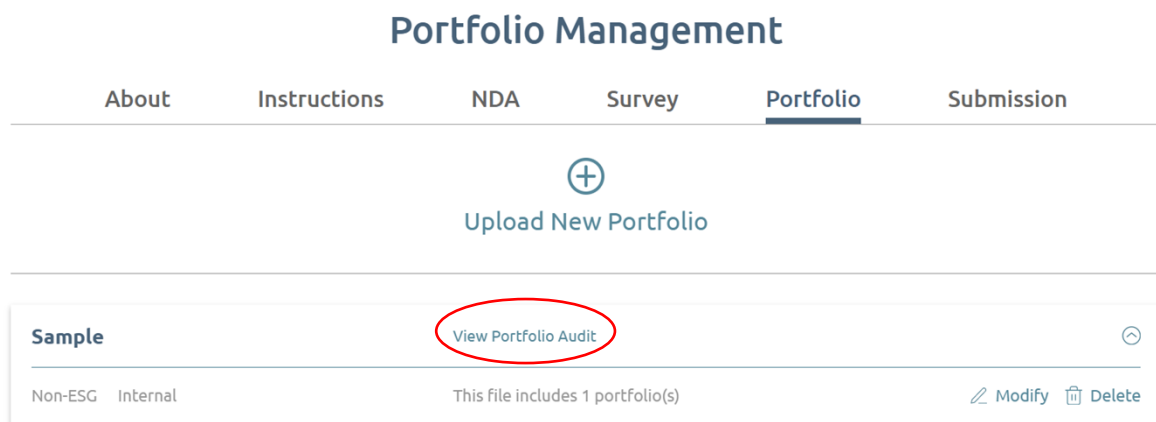 Portfolio Management
About Instructions NDA Survey Portfolio Submission
Upload New Portfolio
Sample View Portfolio Audit
Non-ESG Internal This file includes 1 portfolio(s) Modify Delete